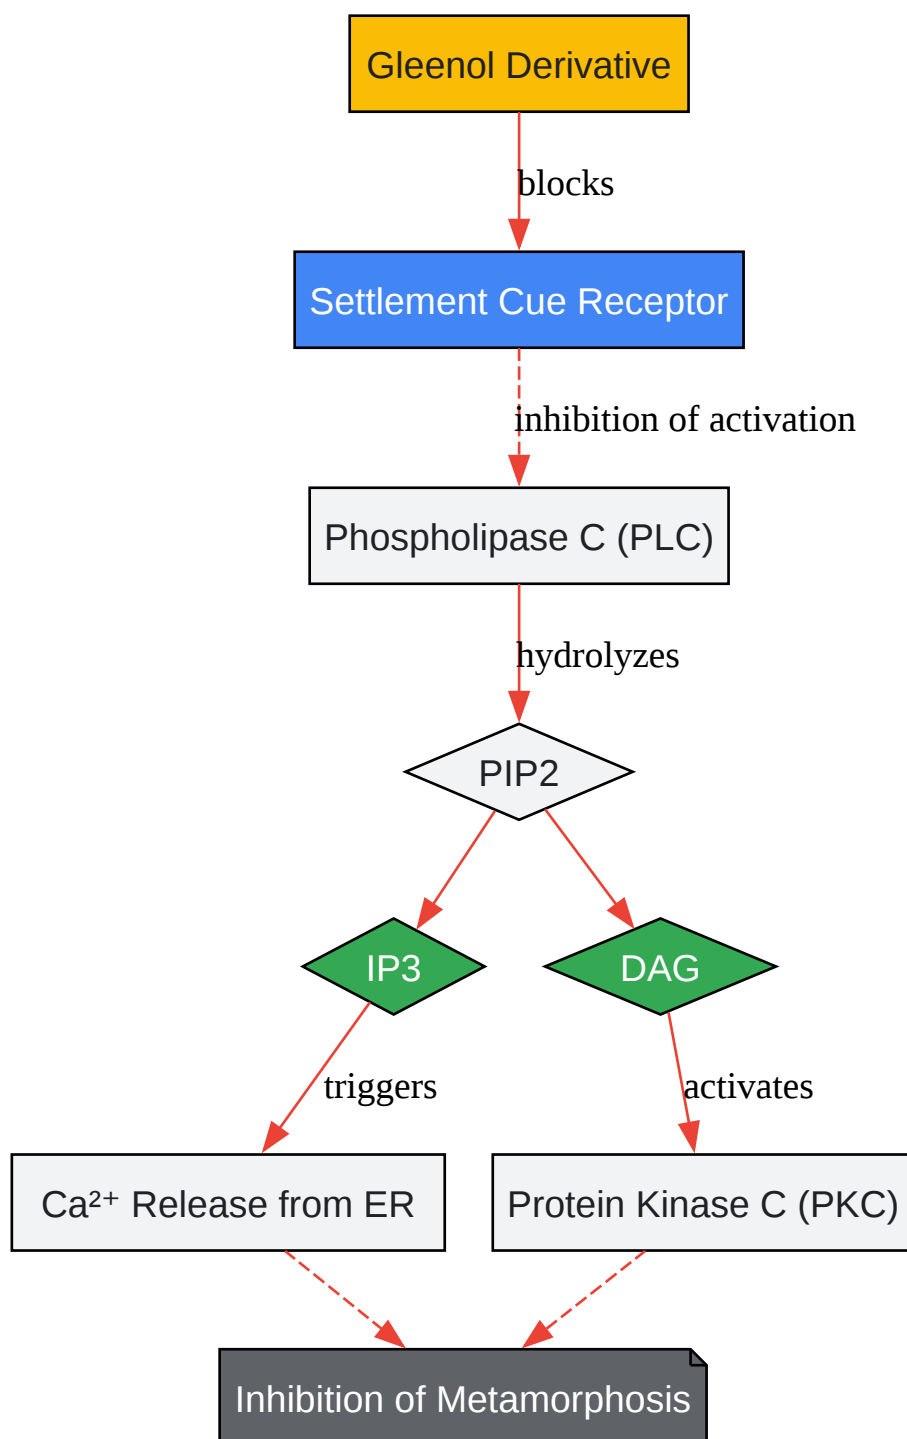 Gleenol Derivative
blocks
Settlement Cue Receptor
inhibition of activation
Phospholipase C (PLC)
hydrolyzes
PIP2
IP3
DAG
triggers
activates
Ca²⁺ Release from ER
Protein Kinase C (PKC)
Inhibition of Metamorphosis